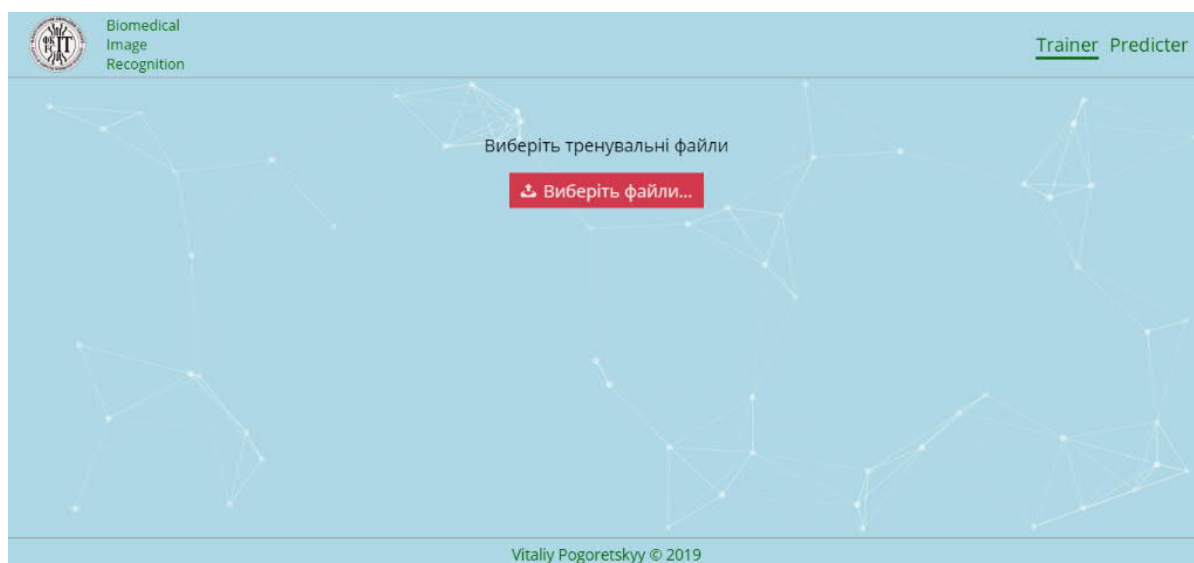 Biomedical
Image
Recognition
Trainer Predicter
Виберіть тренувальні файли
Виберіть файли...
Vitaliy Pogoretskyy © 2019